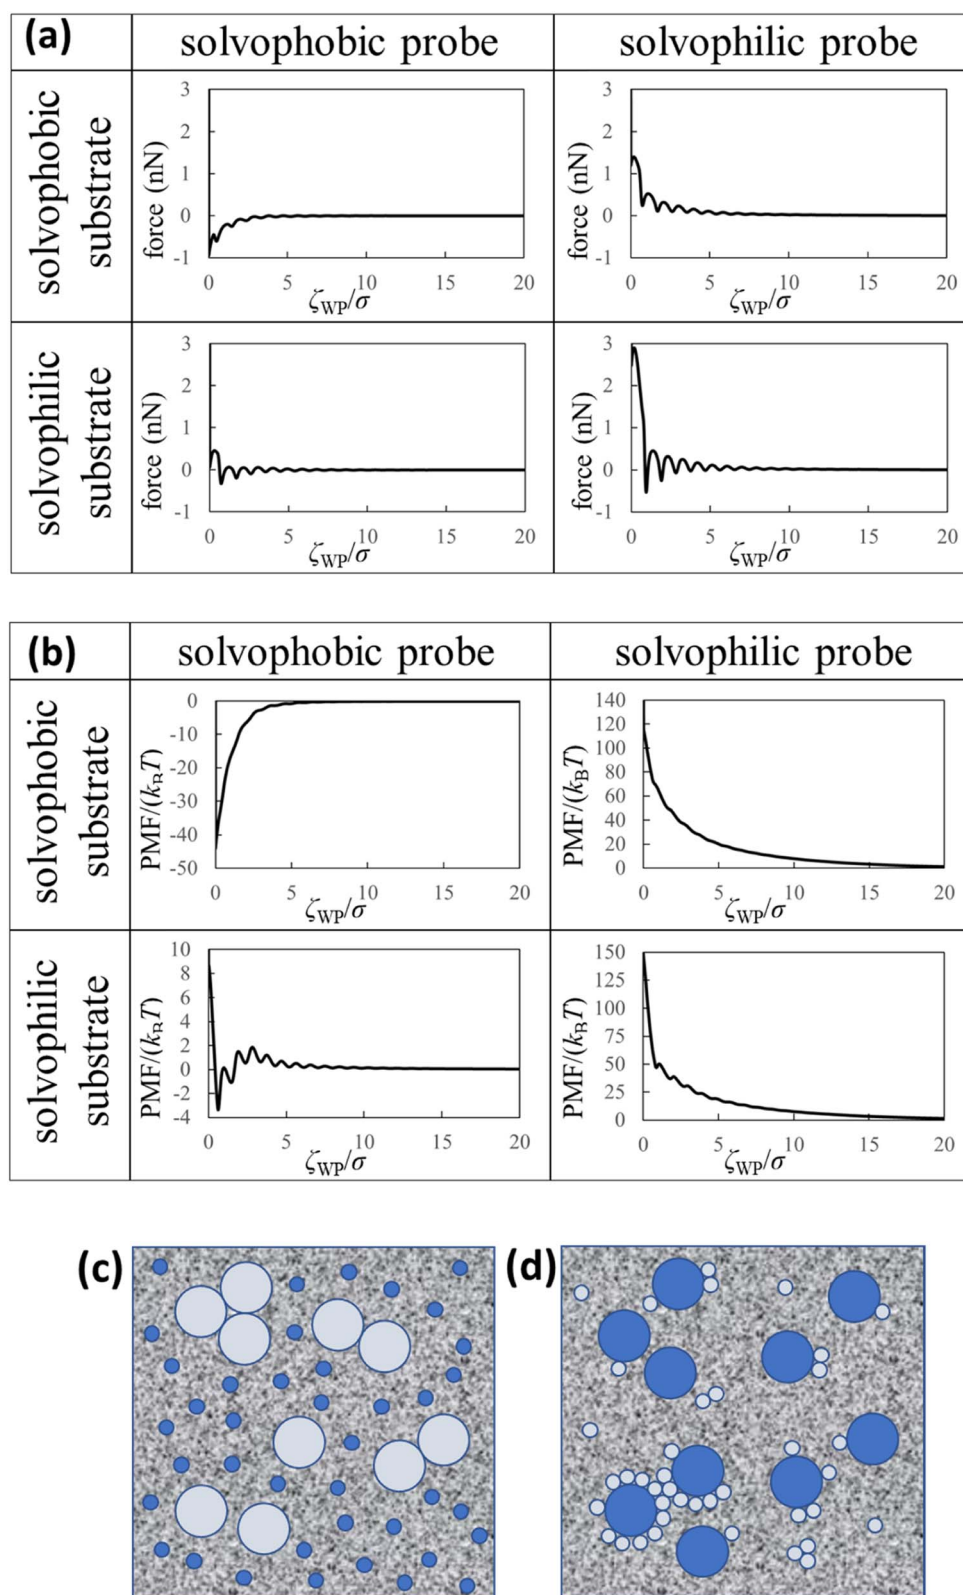 (a)
solvophobic probe
solvophilic probe
solvophobic
substrate
force (nN)
3
2
1
0
-1
0
5
10
15
20
ζWP/σ
force (nN)
3
2
1
0
-1
0
5
10
15
20
ζWP/σ
solvophilic
substrate
force (nN)
3
2
1
0
-1
0
5
10
15
20
ζWP/σ
force (nN)
3
2
1
0
-1
0
5
10
15
20
ζWP/σ
(b)
solvophobic probe
solvophilic probe
solvophobic
substrate
PMF/(kBT)
0
-10
-20
-30
-40
-50
0
5
10
15
20
ζWP/σ
PMF/(kBT)
140
120
100
80
60
40
20
0
0
5
10
15
20
ζWP/σ
solvophilic
substrate
PMF/(kBT)
10
8
6
4
2
0
-2
-4
0
5
10
15
20
ζWP/σ
PMF/(kBT)
150
125
100
75
50
25
0
0
5
10
15
20
ζWP/σ
(c)
(d)